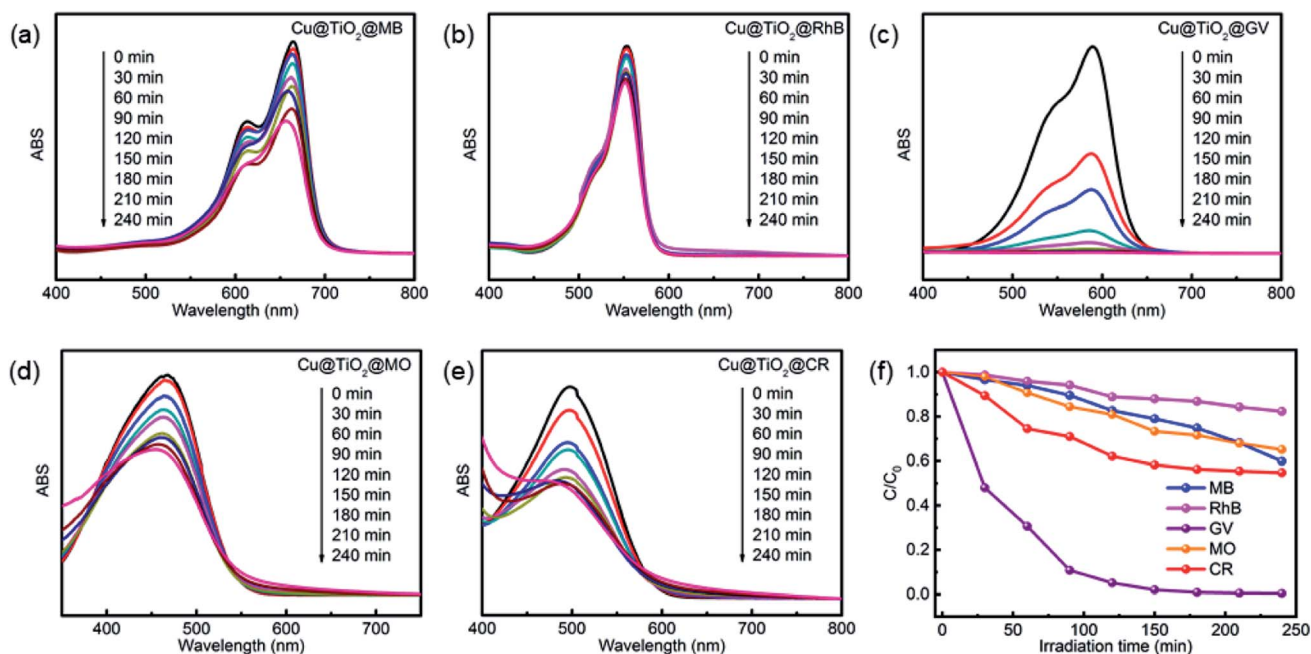 (a)
Cu@TiO2@MB
0 min
30 min
60 min
90 min
120 min
150 min
180 min
210 min
240 min
ABS
400 500 600 700 800
Wavelength (nm)
(b)
Cu@TiO2@RhB
0 min
30 min
60 min
90 min
120 min
150 min
180 min
210 min
240 min
ABS
400 500 600 700 800
Wavelength (nm)
(c)
Cu@TiO2@GV
0 min
30 min
60 min
90 min
120 min
150 min
180 min
210 min
240 min
ABS
400 500 600 700 800
Wavelength (nm)
(d)
Cu@TiO2@MO
0 min
30 min
60 min
90 min
120 min
150 min
180 min
210 min
240 min
ABS
400 500 600 700
Wavelength (nm)
(e)
Cu@TiO2@CR
0 min
30 min
60 min
90 min
120 min
150 min
180 min
210 min
240 min
ABS
400 500 600 700 800
Wavelength (nm)
(f)
1.0
0.8
0.6
0.4
0.2
0.0
C/C0
MB
RhB
GV
MO
CR
0 50 100 150 200 250
Irradiation time (min)